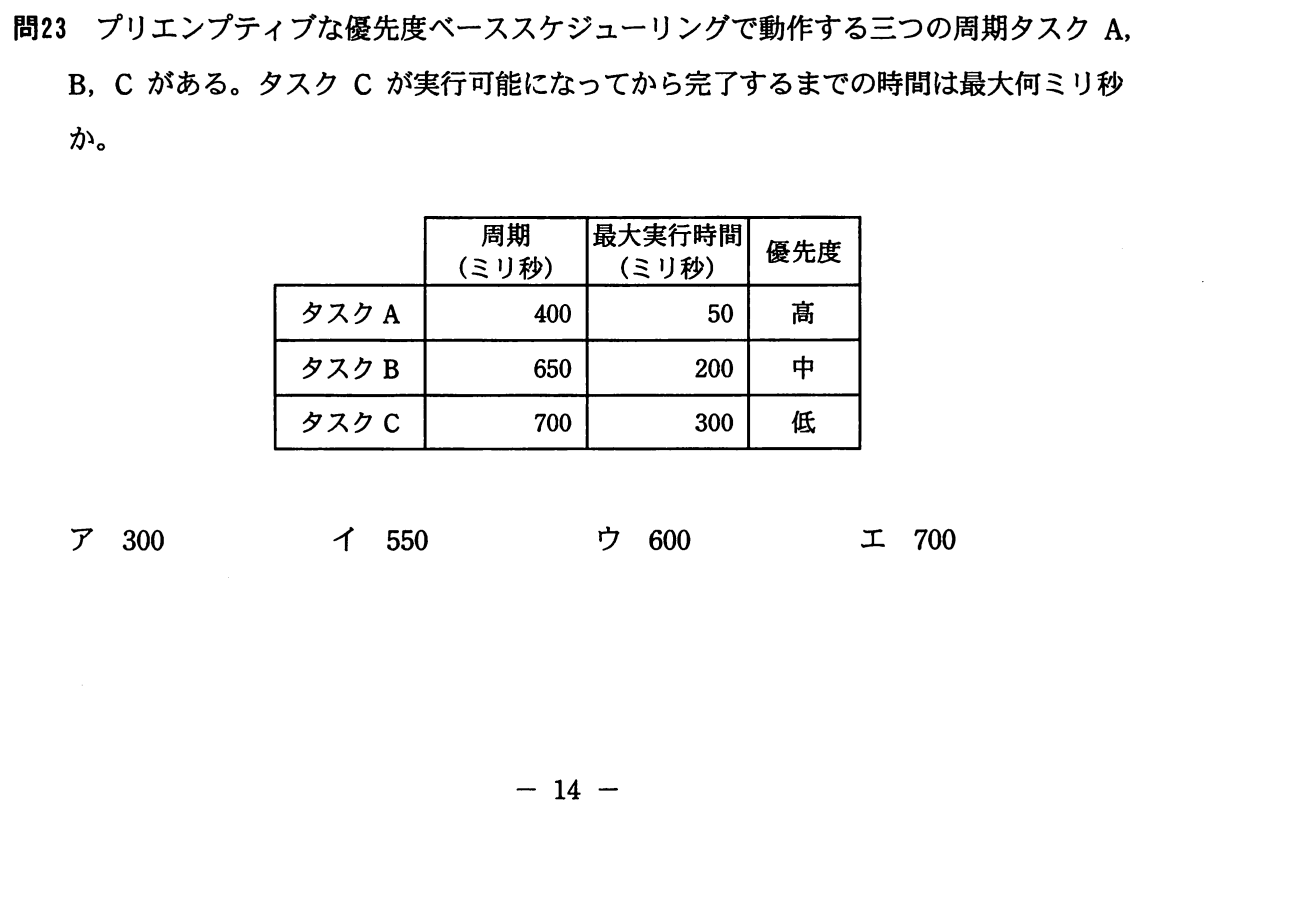 問23 プリエンプティブな優先度ベーススケジューリングで動作する三つの周期タスク A,
B, C がある。タスク C が実行可能になってから完了するまでの時間は最大何ミリ秒
か。
周期 最大実行時間 優先度
(ミリ秒) (ミリ秒)
タスク A 400 50 高
タスク B 650 200 中
タスク C 700 300 低
ア 300 イ 550 ウ 600 エ 700
― 14 ―